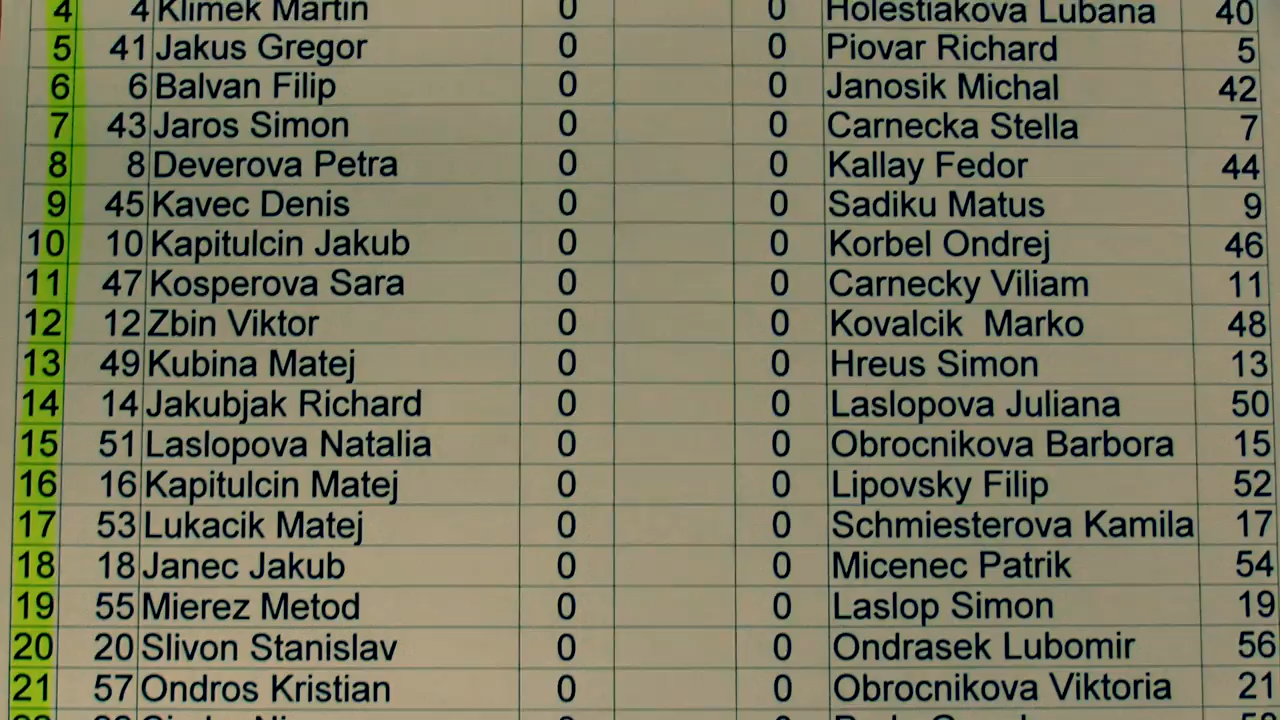 4 4 Klimek Martin 0 0 Holestiakova Lubana 40
5 41 Jakus Gregor 0 0 Piovar Richard 5
6 6 Balvan Filip 0 0 Janosik Michal 42
7 43 Jaros Simon 0 0 Carnecka Stella 7
8 8 Deverova Petra 0 0 Kallay Fedor 44
9 45 Kavec Denis 0 0 Sadiku Matus 9
10 10 Kapitulcin Jakub 0 0 Korbel Ondrej 46
11 47 Kosperova Sara 0 0 Carnecky Viliam 11
12 12 Zbin Viktor 0 0 Kovalcik Marko 48
13 49 Kubina Matej 0 0 Hreus Simon 13
14 14 Jakubjak Richard 0 0 Laslopova Juliana 50
15 51 Laslopova Natalia 0 0 Obrocnikova Barbora 15
16 16 Kapitulcin Matej 0 0 Lipovsky Filip 52
17 53 Lukacik Matej 0 0 Schmiesterova Kamila 17
18 18 Janec Jakub 0 0 Micenec Patrik 54
19 55 Mierez Metod 0 0 Laslop Simon 19
20 20 Slivon Stanislav 0 0 Ondrasek Lubomir 56
21 57 Ondros Kristian 0 0 Obrocnikova Viktoria 21